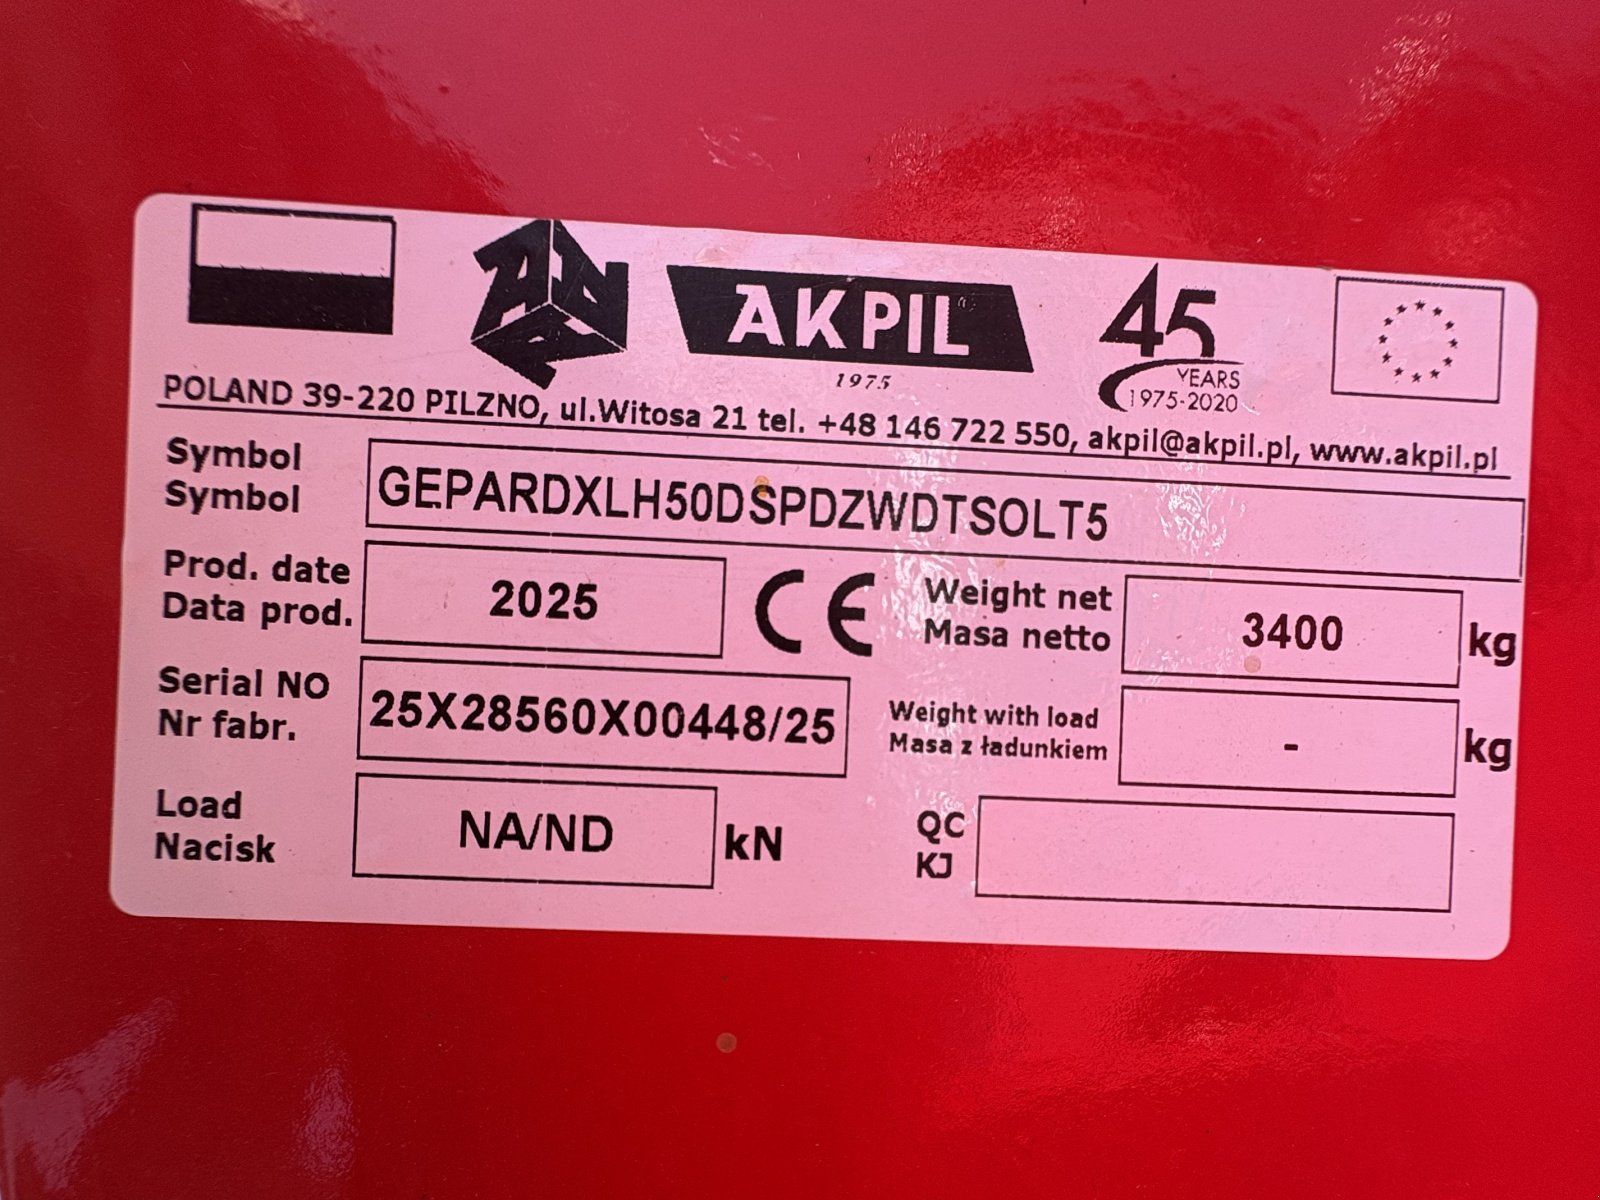 AKPIL
1975
45
YEARS
1975-2020
POLAND 39-220 PILZNO, ul.Witosa 21 tel. +48 146 722 550, akpil@akpil.pl, www.akpil.pl
Symbol
Symbol
GEPARDXLH50DSPDZWDTSOLT5
Prod. date
Data prod.
2025
CE
Weight net
Masa netto
3400
kg
Serial NO
Nr fabr.
25X28560X00448/25
Weight with load
Masa z ładunkiem
-
kg
Load
Nacisk
NA/ND
kN
QC
KJ